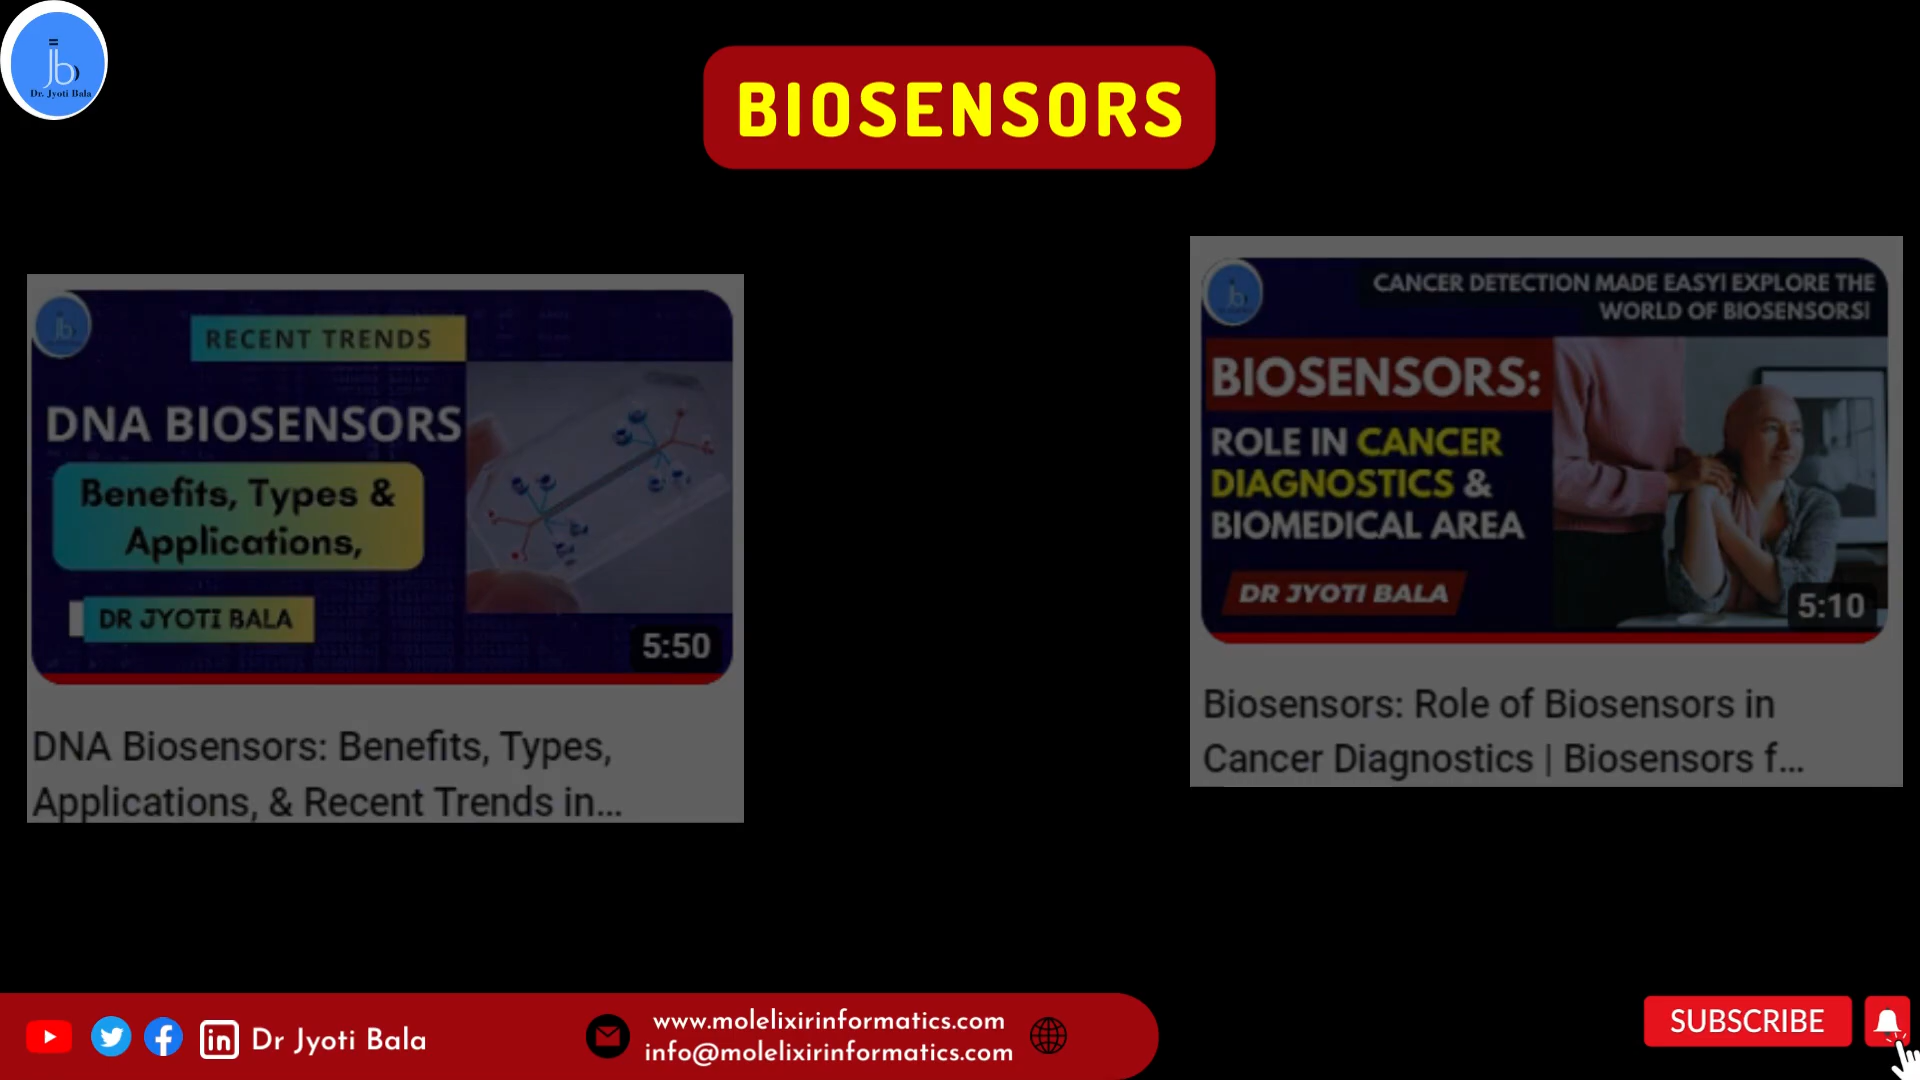 jb
Dr. Jyoti Bala
BIOSENSORS
RECENT TRENDS
DNA BIOSENSORS
Benefits, Types &
Applications,
DR JYOTI BALA
5:50
DNA Biosensors: Benefits, Types,
Applications, & Recent Trends in...
jb
CANCER DETECTION MADE EASY! EXPLORE THE
WORLD OF BIOSENSORS!
BIOSENSORS:
ROLE IN CANCER
DIAGNOSTICS &
BIOMEDICAL AREA
DR JYOTI BALA
5:10
Biosensors: Role of Biosensors in
Cancer Diagnostics | Biosensors f...
in Dr Jyoti Bala
www.molelixirinformatics.com
info@molelixirinformatics.com
SUBSCRIBE